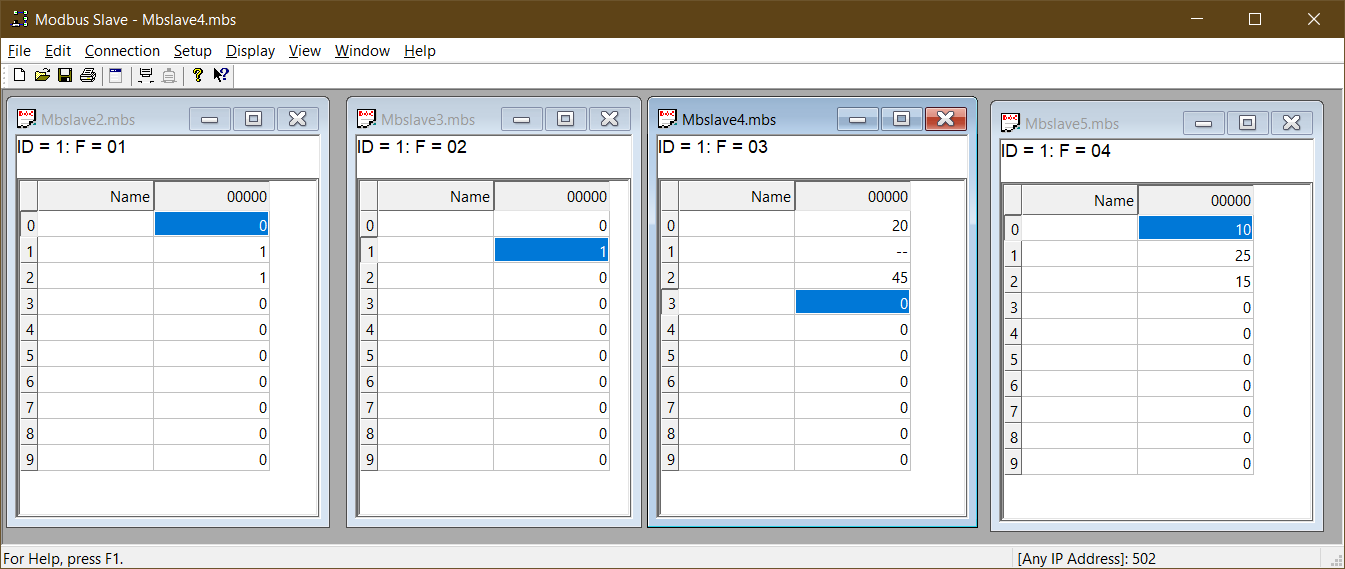 Modbus Slave - Mbslave4.mbs
File Edit Connection Setup Display View Window Help
Mbslave2.mbs
ID = 1: F = 01
Name 00000
0 0
1 1
2 1
3 0
4 0
5 0
6 0
7 0
8 0
9 0
Mbslave3.mbs
ID = 1: F = 02
Name 00000
0 0
1 1
2 0
3 0
4 0
5 0
6 0
7 0
8 0
9 0
Mbslave4.mbs
ID = 1: F = 03
Name 00000
0 20
1 --
2 45
3 0
4 0
5 0
6 0
7 0
8 0
9 0
Mbslave5.mbs
ID = 1: F = 04
Name 00000
0 10
1 25
2 15
3 0
4 0
5 0
6 0
7 0
8 0
9 0
For Help, press F1.
[Any IP Address]: 502